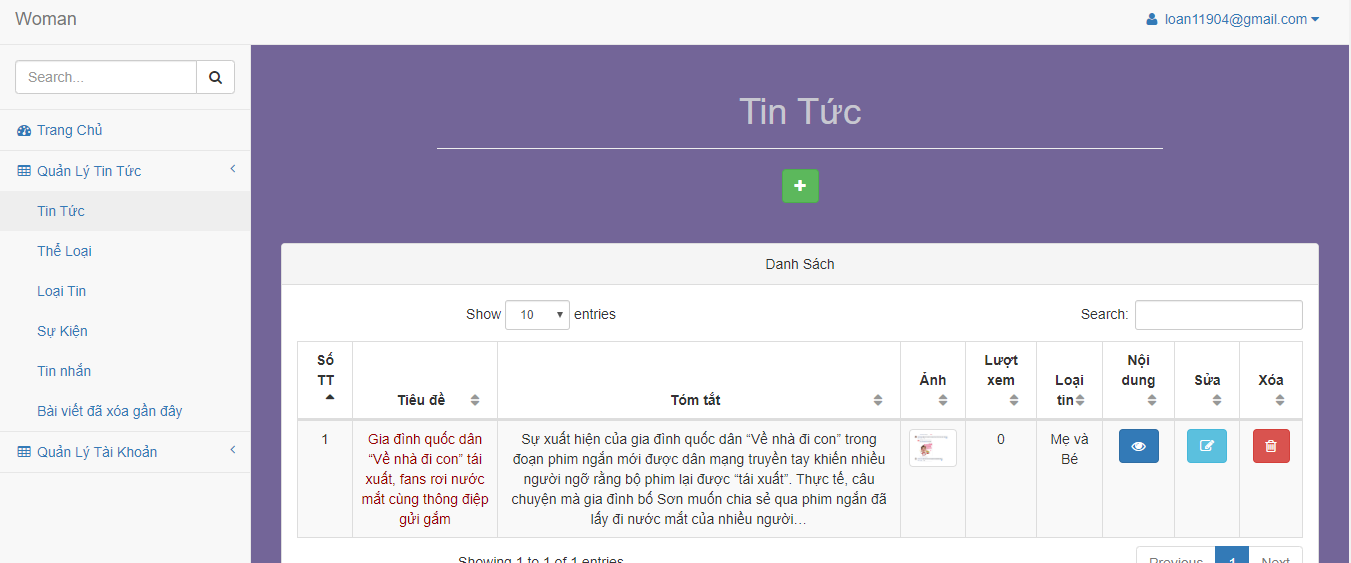 Woman
loan11904@gmail.com
Search...
Trang Chủ
Quản Lý Tin Tức
Tin Tức
Thể Loại
Loại Tin
Sự Kiện
Tin nhắn
Bài viết đã xóa gần đây
Quản Lý Tài Khoản
Tin Tức
Danh Sách
Show 10 entries
Search:
Số
TT
Tiêu đề
Tóm tắt
Ảnh
Lượt
xem
Loại
tin
Nội
dung
Sửa
Xóa
1
Gia đình quốc dân
“Về nhà đi con” tái
xuất, fans rơi nước
mắt cùng thông điệp
gửi gắm
Sự xuất hiện của gia đình quốc dân “Về nhà đi con” trong
đoạn phim ngắn mới được dân mạng truyền tay khiến nhiều
người ngỡ rằng bộ phim lại được “tái xuất”. Thực tế, câu
chuyện mà gia đình bố Sơn muốn chia sẻ qua phim ngắn đã
lấy đi nước mắt của nhiều người…
0
Mẹ và
Bé
Showing 1 to 1 of 1 entries
Previous 1 Next